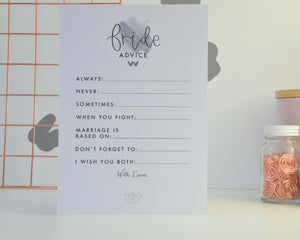 bride
ADVICE
ALWAYS:
NEVER:
SOMETIMES:
WHEN YOU FIGHT:
MARRIAGE IS
BASED ON:
DON'T FORGET TO:
I WISH YOU BOTH:
With Love,